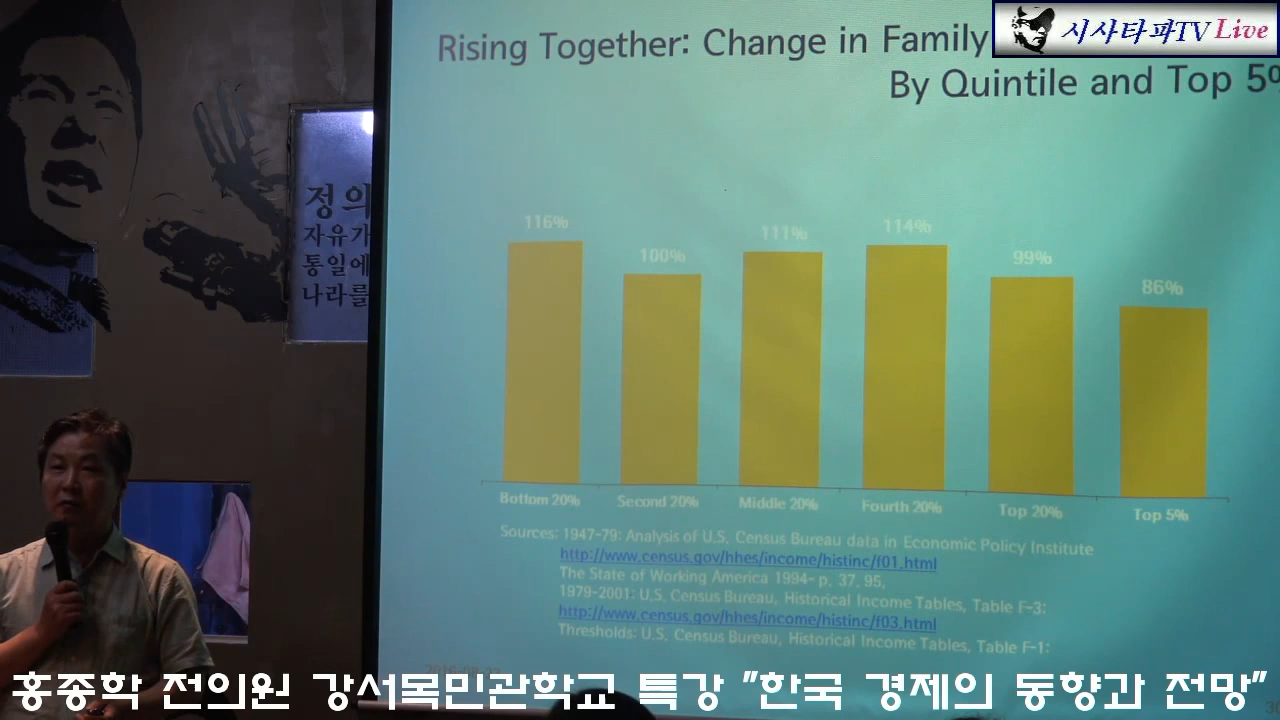 시사타파TV Live
Rising Together: Change in Family
By Quintile and Top 5%
정의
자유가
통일에
나라를
116%
100%
111%
114%
99%
86%
Bottom 20%
Second 20%
Middle 20%
Fourth 20%
Top 20%
Top 5%
Sources: 1947-79: Analysis of U.S. Census Bureau data in Economic Policy Institute
http://www.census.gov/hhes/income/histinc/f01.html
The State of Working America 1994- p. 37, 95,
1979-2001: U.S. Census Bureau, Historical Income Tables, Table F-3;
http://www.census.gov/hhes/income/histinc/f03.html
Thresholds: U.S. Census Bureau, Historical Income Tables, Table F-1;
홍종학 전의원 강서목민관학교 특강 "한국 경제의 동향과 전망"